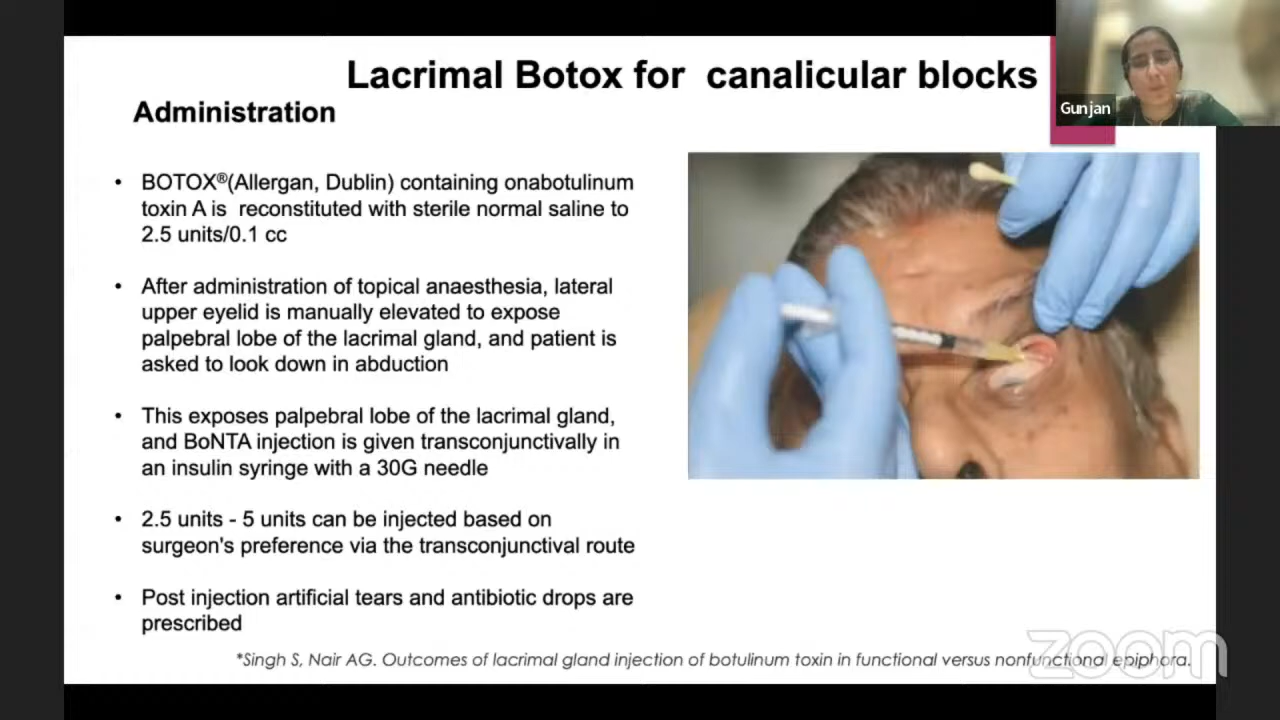 Lacrimal Botox for canalicular blocks
Gunjan
Administration
• BOTOX®(Allergan, Dublin) containing onabotulinum
toxin A is reconstituted with sterile normal saline to
2.5 units/0.1 cc
• After administration of topical anaesthesia, lateral
upper eyelid is manually elevated to expose
palpebral lobe of the lacrimal gland, and patient is
asked to look down in abduction
• This exposes palpebral lobe of the lacrimal gland,
and BoNTA injection is given transconjunctivally in
an insulin syringe with a 30G needle
• 2.5 units - 5 units can be injected based on
surgeon's preference via the transconjunctival route
• Post injection artificial tears and antibiotic drops are
prescribed
*Singh S, Nair AG. Outcomes of lacrimal gland injection of botulinum toxin in functional versus nonfunctional epiphora.
zoom